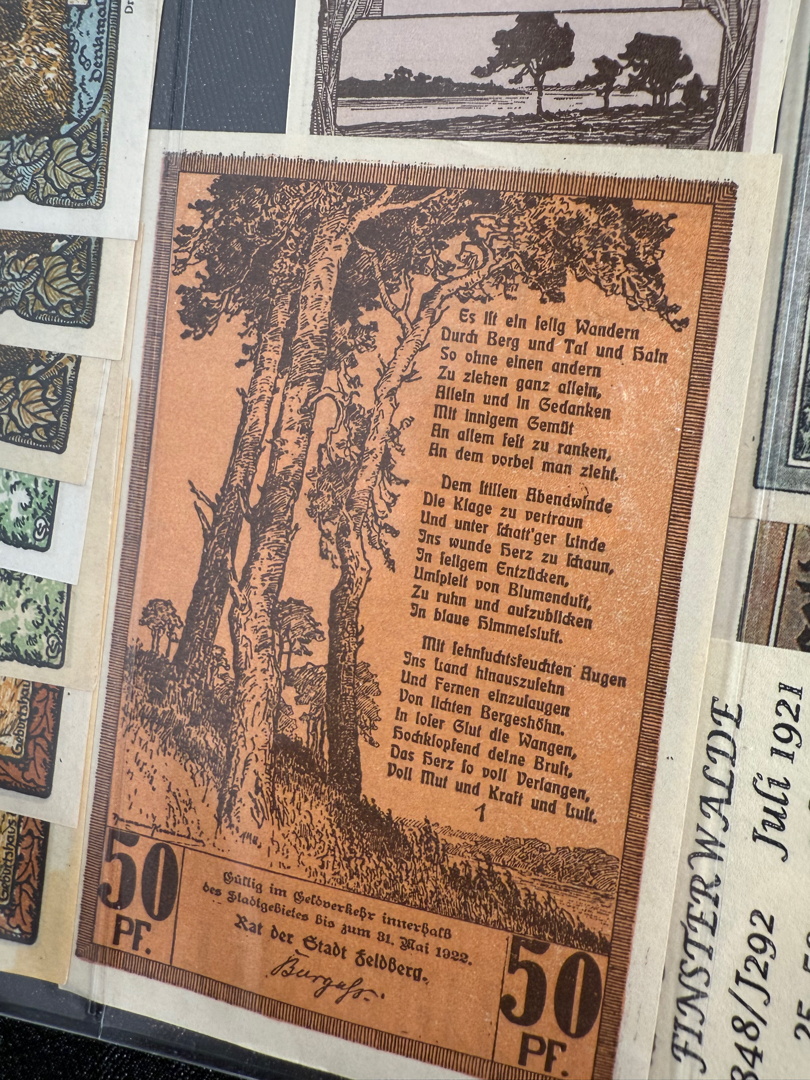 Denkmal
Dr
Es ist ein selig Wandern
Durch Berg und Tal und Hain
So ohne einen andern
Zu ziehen ganz allein,
Allein und in Gedanken
Mit innigem Gemüt
An allem fest zu ranken,
An dem vorbei man zieht.
Dem stillen Abendwinde
Die Klage zu vertraun
Und unter schatt'ger Linde
Ins wunde Herz zu schaun,
In seligem Entzücken,
Umspielt von Blumenduft,
Zu ruhn und aufzublicken
In blaue Himmelsluft.
Mit sehnsuchtsfeuchten Augen
Ins Land hinauszusehn
Und Fernen einzusaugen
Von lichten Bergeshöhn.
In loser Glut die Wangen,
Hochklopfend deine Brust,
Das Herz so voll Verlangen,
Voll Mut und Kraft und Lust.
1
50
PF.
Gültig im Geldverkehr innerhalb
des Stadtgebietes bis zum 31. Mai 1922.
Rat der Stadt Feldberg.
50
PF.
Geburtshaus
Geburtshaus
FINSTERWALDE
348/J292 Juli 1921